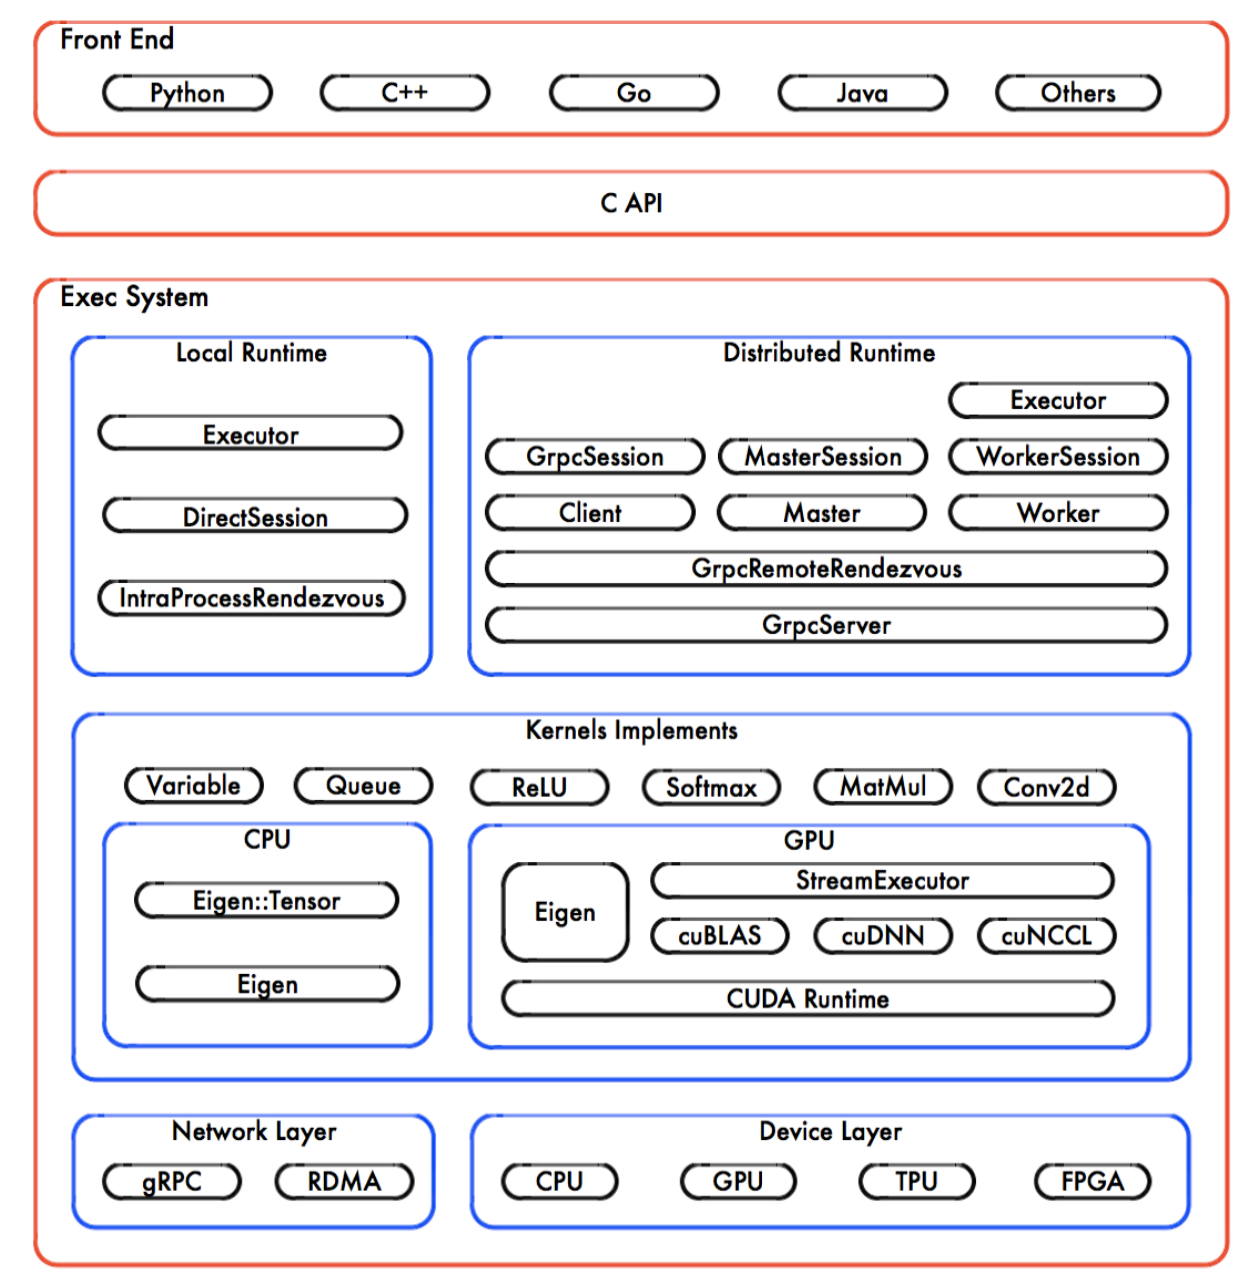 Front End
Python C++ Go Java Others
C API
Exec System
Local Runtime
Executor
DirectSession
IntraProcessRendezvous
Distributed Runtime
Executor
GrpcSession MasterSession WorkerSession
Client Master Worker
GrpcRemoteRendezvous
GrpcServer
Kernels Implements
Variable Queue ReLU Softmax MatMul Conv2d
CPU
Eigen::Tensor
Eigen
GPU
Eigen
StreamExecutor
cuBLAS cuDNN cuNCCL
CUDA Runtime
Network Layer
gRPC RDMA
Device Layer
CPU GPU TPU FPGA